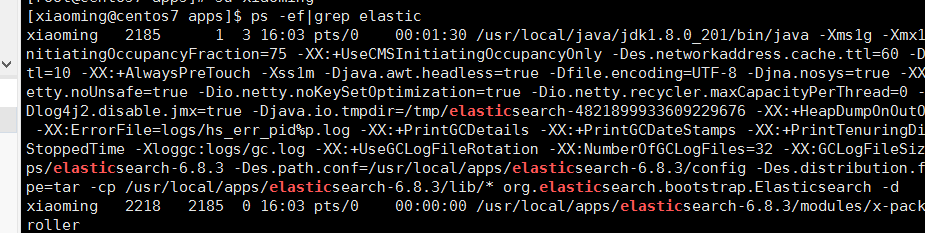 [xiaoming@centos7 apps]$ ps -ef|grep elastic
xiaoming   2185     1  3 16:03 pts/0    00:01:30 /usr/local/java/jdk1.8.0_201/bin/java -Xms1g -Xmx1
nitiatingOccupancyFraction=75 -XX:+UseCMSInitiatingOccupancyOnly -Des.networkaddress.cache.ttl=60 -D
tl=10 -XX:+AlwaysPreTouch -Xss1m -Djava.awt.headless=true -Dfile.encoding=UTF-8 -Djna.nosys=true -XX
etty.noUnsafe=true -Dio.netty.noKeySetOptimization=true -Dio.netty.recycler.maxCapacityPerThread=0 -
Dlog4j2.disable.jmx=true -Djava.io.tmpdir=/tmp/elasticsearch-4821899933609229676 -XX:+HeapDumpOnOutO
-XX:ErrorFile=logs/hs_err_pid%p.log -XX:+PrintGCDetails -XX:+PrintGCDateStamps -XX:+PrintTenuringDi
StoppedTime -Xloggc:logs/gc.log -XX:+UseGCLogFileRotation -XX:NumberOfGCLogFiles=32 -XX:GCLogFileSiz
ps/elasticsearch-6.8.3 -Des.path.conf=/usr/local/apps/elasticsearch-6.8.3/config -Des.distribution.f
pe=tar -cp /usr/local/apps/elasticsearch-6.8.3/lib/* org.elasticsearch.bootstrap.Elasticsearch -d
xiaoming   2218  2185  0 16:03 pts/0    00:00:00 /usr/local/apps/elasticsearch-6.8.3/modules/x-pack
roller